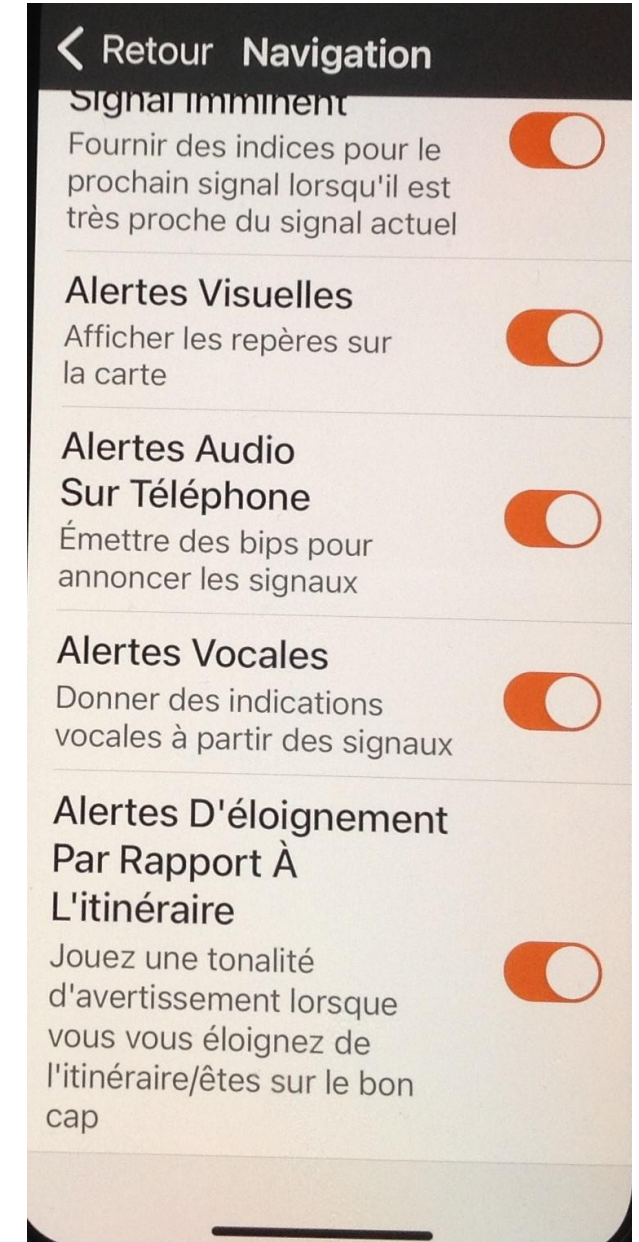 Retour Navigation
Signal Imminent
Fournir des indices pour le
prochain signal lorsqu'il est
très proche du signal actuel
Alertes Visuelles
Afficher les repères sur
la carte
Alertes Audio
Sur Téléphone
Émettre des bips pour
annoncer les signaux
Alertes Vocales
Donner des indications
vocales à partir des signaux
Alertes D'éloignement
Par Rapport À
L'itinéraire
Jouez une tonalité
d'avertissement lorsque
vous vous éloignez de
l'itinéraire/êtes sur le bon
cap